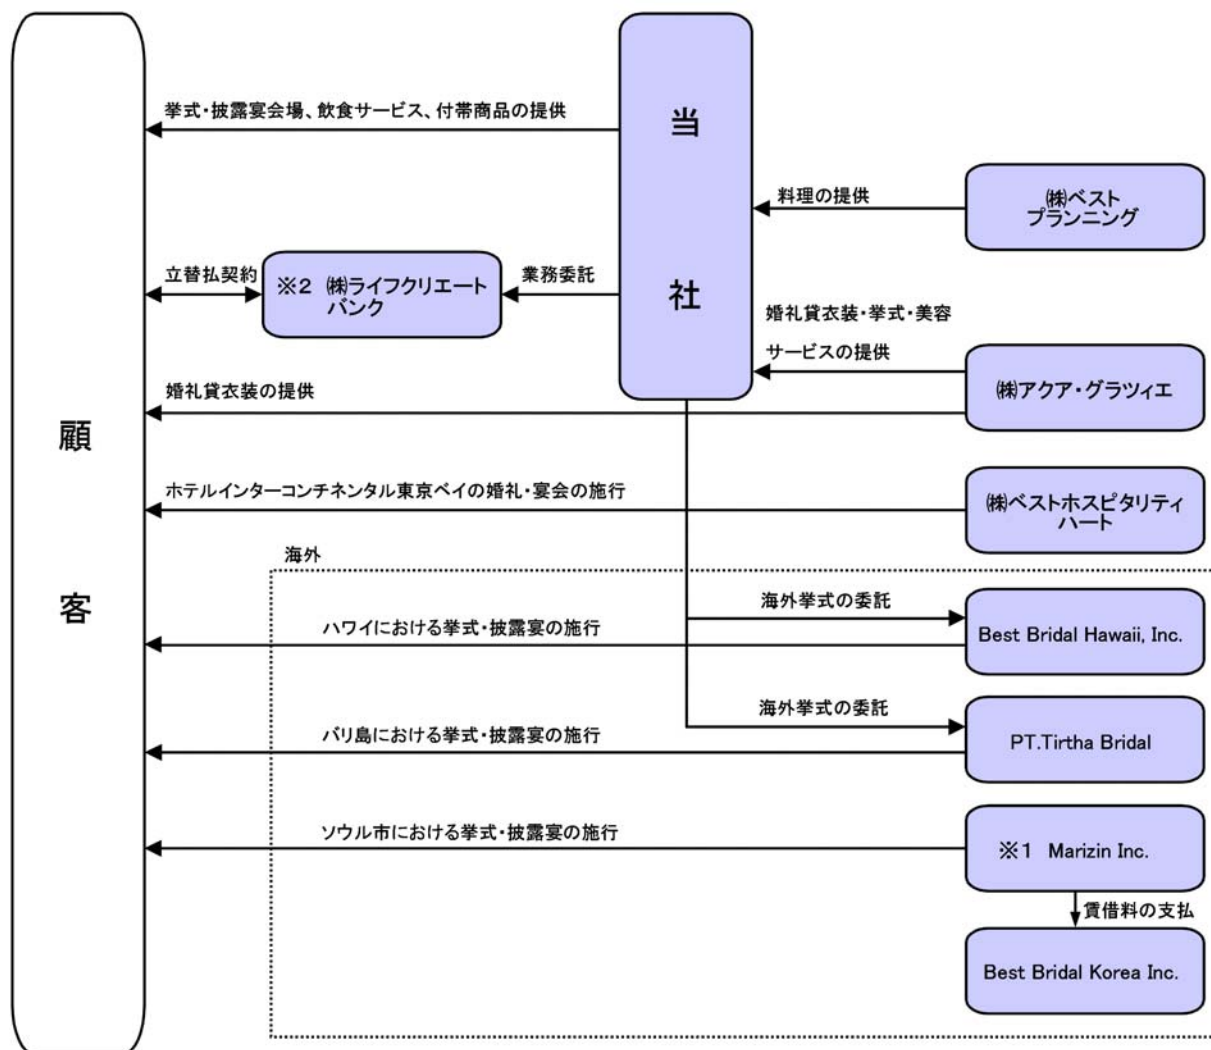 当
社
挙式・披露宴会場、飲食サービス、付帯商品の提供
料理の提供
㈱ベスト
プランニング
立替払契約
※2 ㈱ライフクリエート
バンク
業務委託
婚礼貸衣装・挙式・美容
サービスの提供
㈱アクア・グラツィエ
婚礼貸衣装の提供
顧
客
ホテルインターコンチネンタル東京ベイの婚礼・宴会の施行
㈱ベストホスピタリティ
ハート
海外
海外挙式の委託
Best Bridal Hawaii, Inc.
ハワイにおける挙式・披露宴の施行
海外挙式の委託
PT.Tirtha Bridal
バリ島における挙式・披露宴の施行
ソウル市における挙式・披露宴の施行
※1 Marizin Inc.
賃借料の支払
Best Bridal Korea Inc.